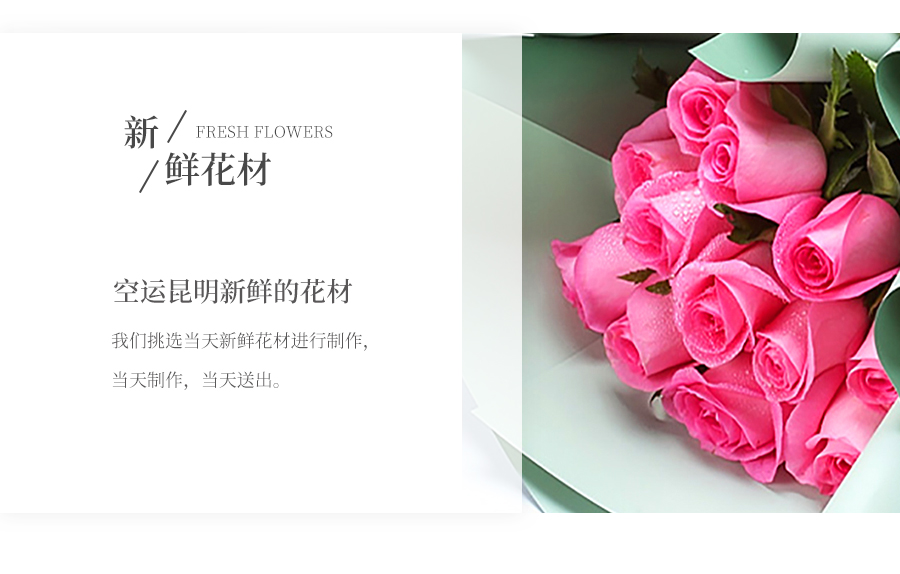 新
FRESH FLOWERS
鲜花材
空运昆明新鲜的花材
我们挑选当天新鲜花材进行制作，
当天制作，当天送出。